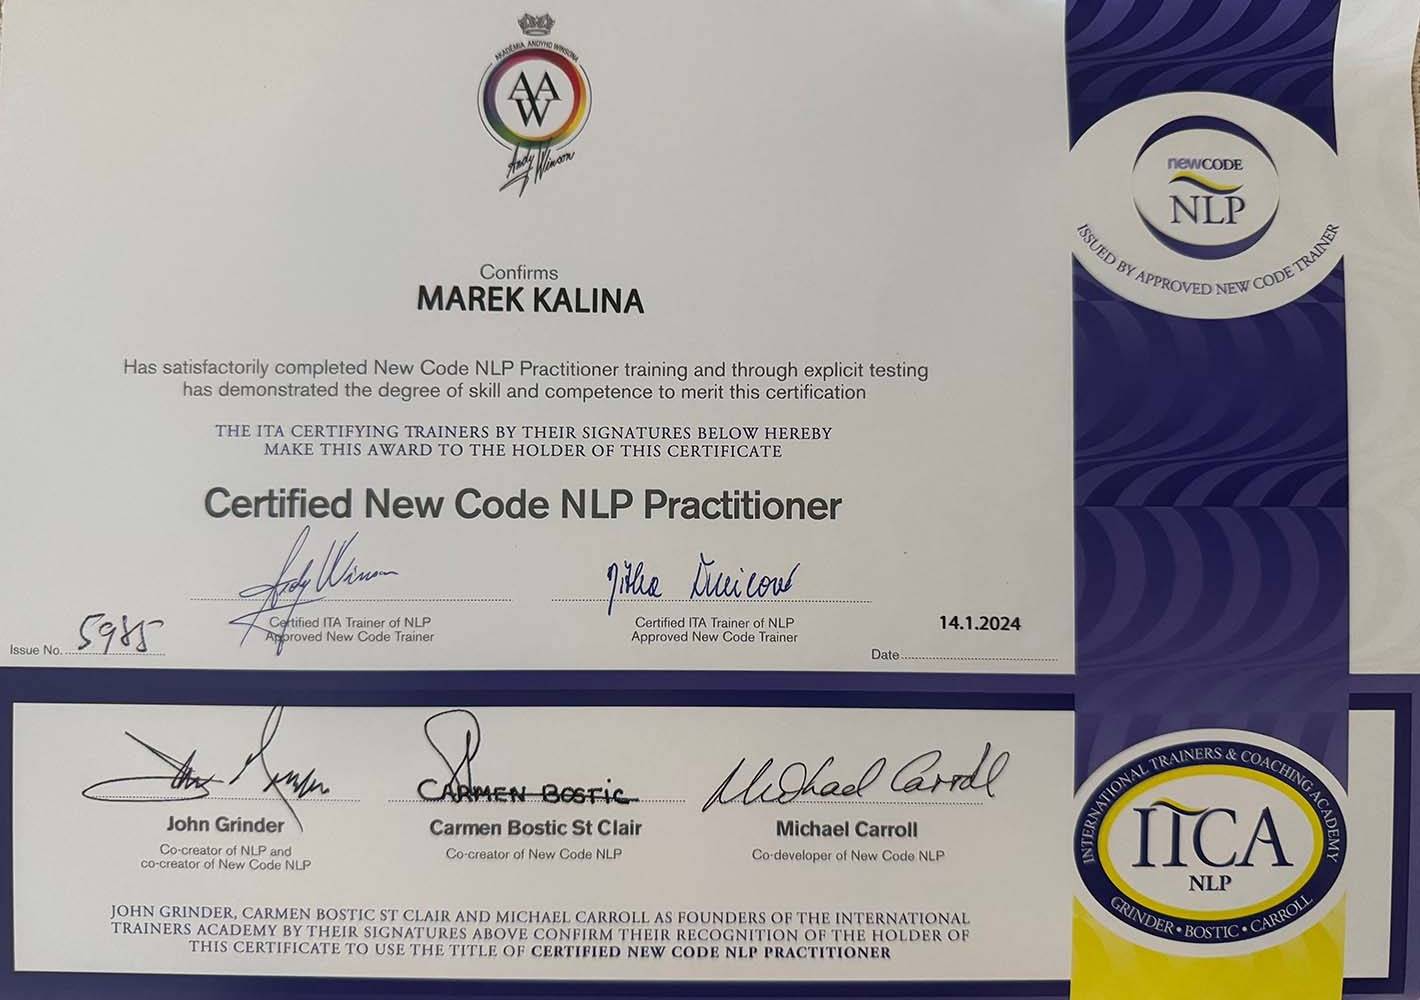 AKADÉMIA ANDYHO WINSONA
AAW
Andy Winson
newCODE
NLP
ISSUED BY APPROVED NEW CODE TRAINER
Confirms
MAREK KALINA
Has satisfactorily completed New Code NLP Practitioner training and through explicit testing
has demonstrated the degree of skill and competence to merit this certification
THE ITA CERTIFYING TRAINERS BY THEIR SIGNATURES BELOW HEREBY
MAKE THIS AWARD TO THE HOLDER OF THIS CERTIFICATE
Certified New Code NLP Practitioner
Andy Winson
Certified ITA Trainer of NLP
Approved New Code Trainer
Certified ITA Trainer of NLP
Approved New Code Trainer
Issue No. 5985
Date 14.1.2024
CARMEN BOSTIC
Michael Carroll
John Grinder
Co-creator of NLP and
co-creator of New Code NLP
Carmen Bostic St Clair
Co-creator of New Code NLP
Michael Carroll
Co-developer of New Code NLP
JOHN GRINDER, CARMEN BOSTIC ST CLAIR AND MICHAEL CARROLL AS FOUNDERS OF THE INTERNATIONAL
TRAINERS ACADEMY BY THEIR SIGNATURES ABOVE CONFIRM THEIR RECOGNITION OF THE HOLDER OF
THIS CERTIFICATE TO USE THE TITLE OF CERTIFIED NEW CODE NLP PRACTITIONER
INTERNATIONAL TRAINERS & COACHING ACADEMY
ITCA
NLP
GRINDER • BOSTIC • CARROLL